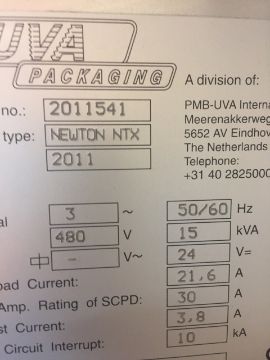 UVA
PACKAGING
A division of:
no.: 2011541
PMB-UVA Interna
Meerenakkerweg
type: NEWTON NTX
5652 AV Eindhov
The Netherlands
2011
Telephone:
+31 40 2825000
al 3 ~ 50/60 Hz
480 V 15 kVA
- V~ 24 V=
oad Current: 21,6 A
Amp. Rating of SCPD: 30 A
st Current: 3,8 A
Circuit Interrupt: 10 kA